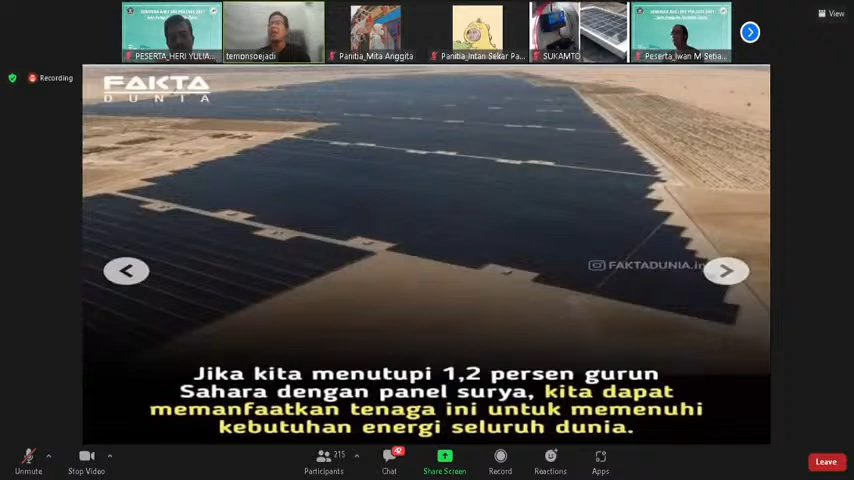 View
PESERTA_HERI YULIA...
temonsoejadi
Panitia_Mita Anggita
Panitia_Intan Sekar Pa...
SUKAMTO
Peserta_Iwan M Setia...
Recording
FAKTA
DUNIA
FAKTADUNIA.in
Jika kita menutupi 1,2 persen gurun
Sahara dengan panel surya, kita dapat
memanfaatkan tenaga ini untuk memenuhi
kebutuhan energi seluruh dunia.
Unmute
Stop Video
215
Participants
Chat
Share Screen
Record
Reactions
Apps
Leave